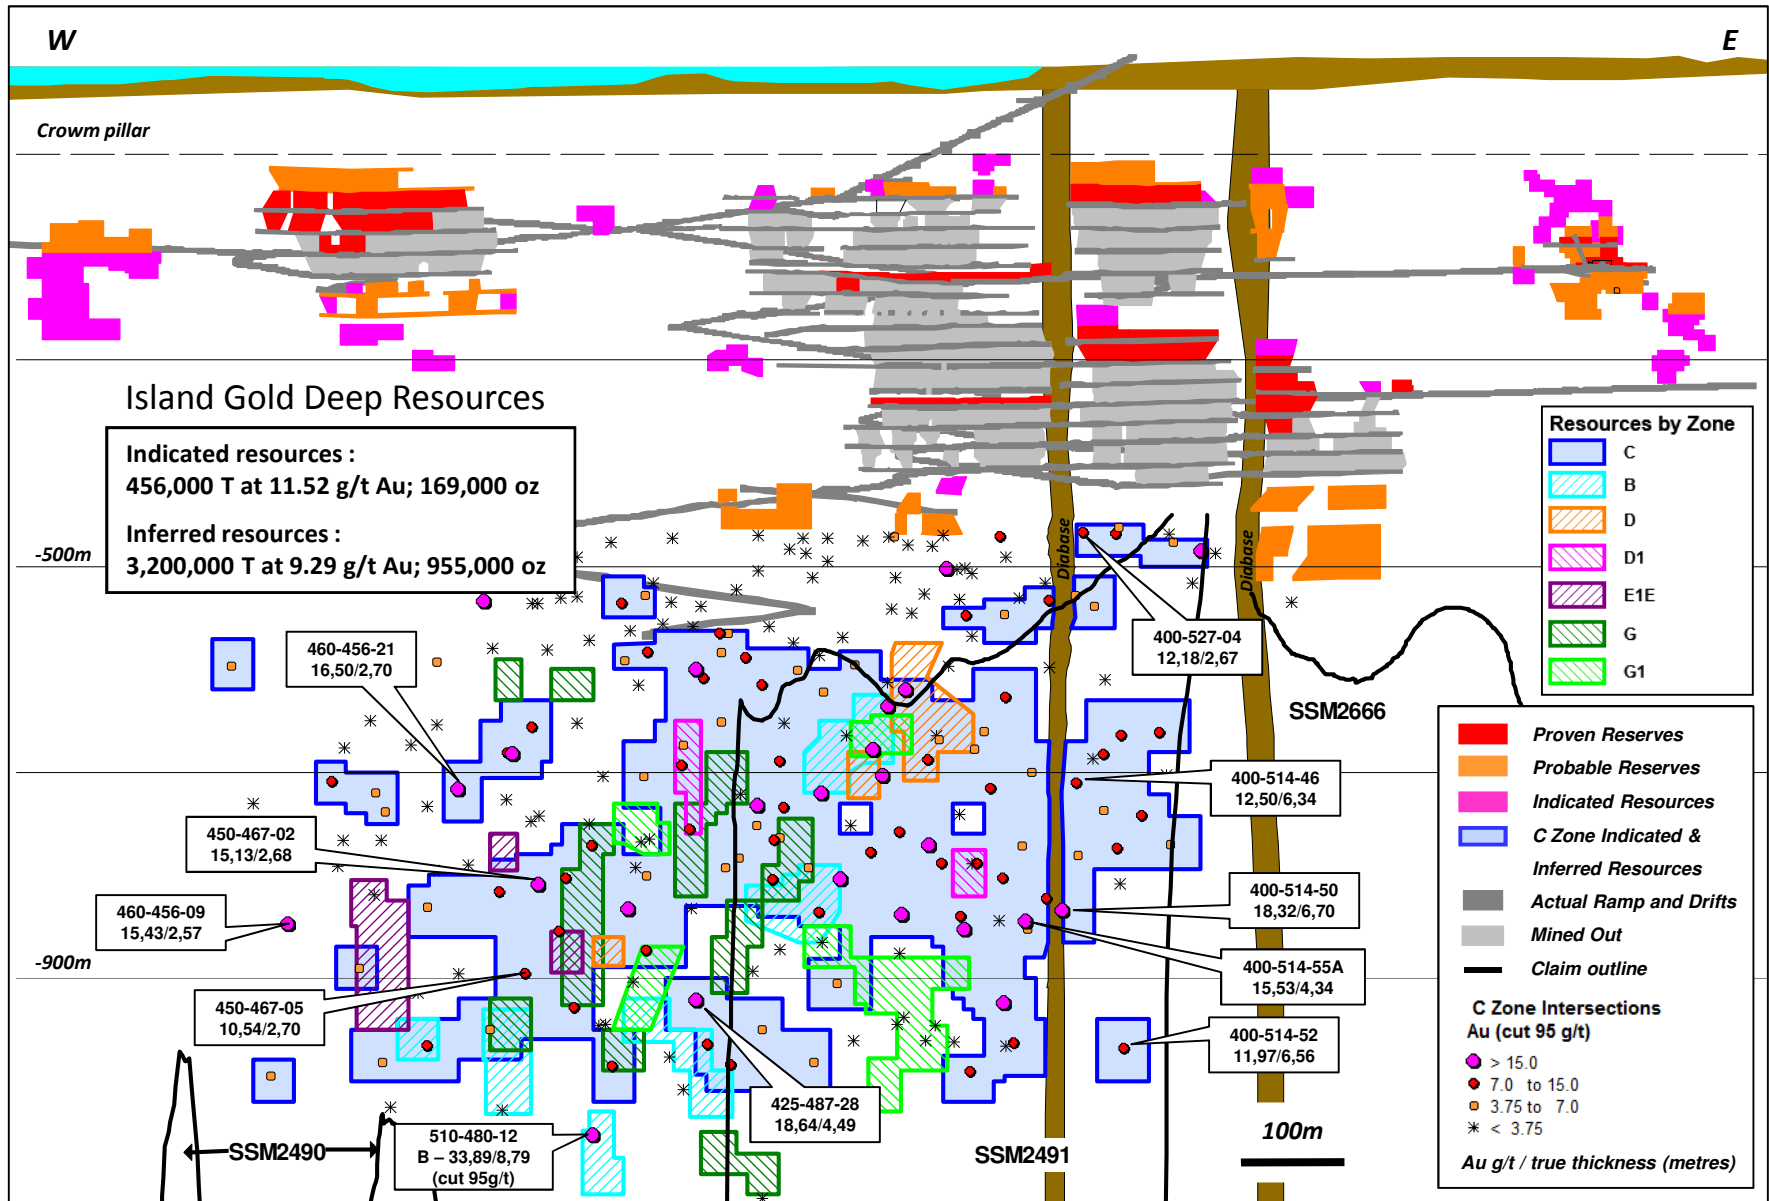 W
E
Crowm pillar
Island Gold Deep Resources
Indicated resources :
456,000 T at 11.52 g/t Au; 169,000 oz
Inferred resources :
3,200,000 T at 9.29 g/t Au; 955,000 oz
-500m
-900m
Diabase
Diabase
460-456-21
16,50/2,70
450-467-02
15,13/2,68
460-456-09
15,43/2,57
450-467-05
10,54/2,70
510-480-12
B – 33,89/8,79
(cut 95g/t)
425-487-28
18,64/4,49
400-527-04
12,18/2,67
400-514-46
12,50/6,34
400-514-50
18,32/6,70
400-514-55A
15,53/4,34
400-514-52
11,97/6,56
SSM2666
SSM2490
SSM2491
100m
Resources by Zone
C
B
D
D1
E1E
G
G1
Proven Reserves
Probable Reserves
Indicated Resources
C Zone Indicated &
Inferred Resources
Actual Ramp and Drifts
Mined Out
Claim outline
C Zone Intersections
Au (cut 95 g/t)
> 15.0
7.0 to 15.0
3.75 to 7.0
< 3.75
Au g/t / true thickness (metres)